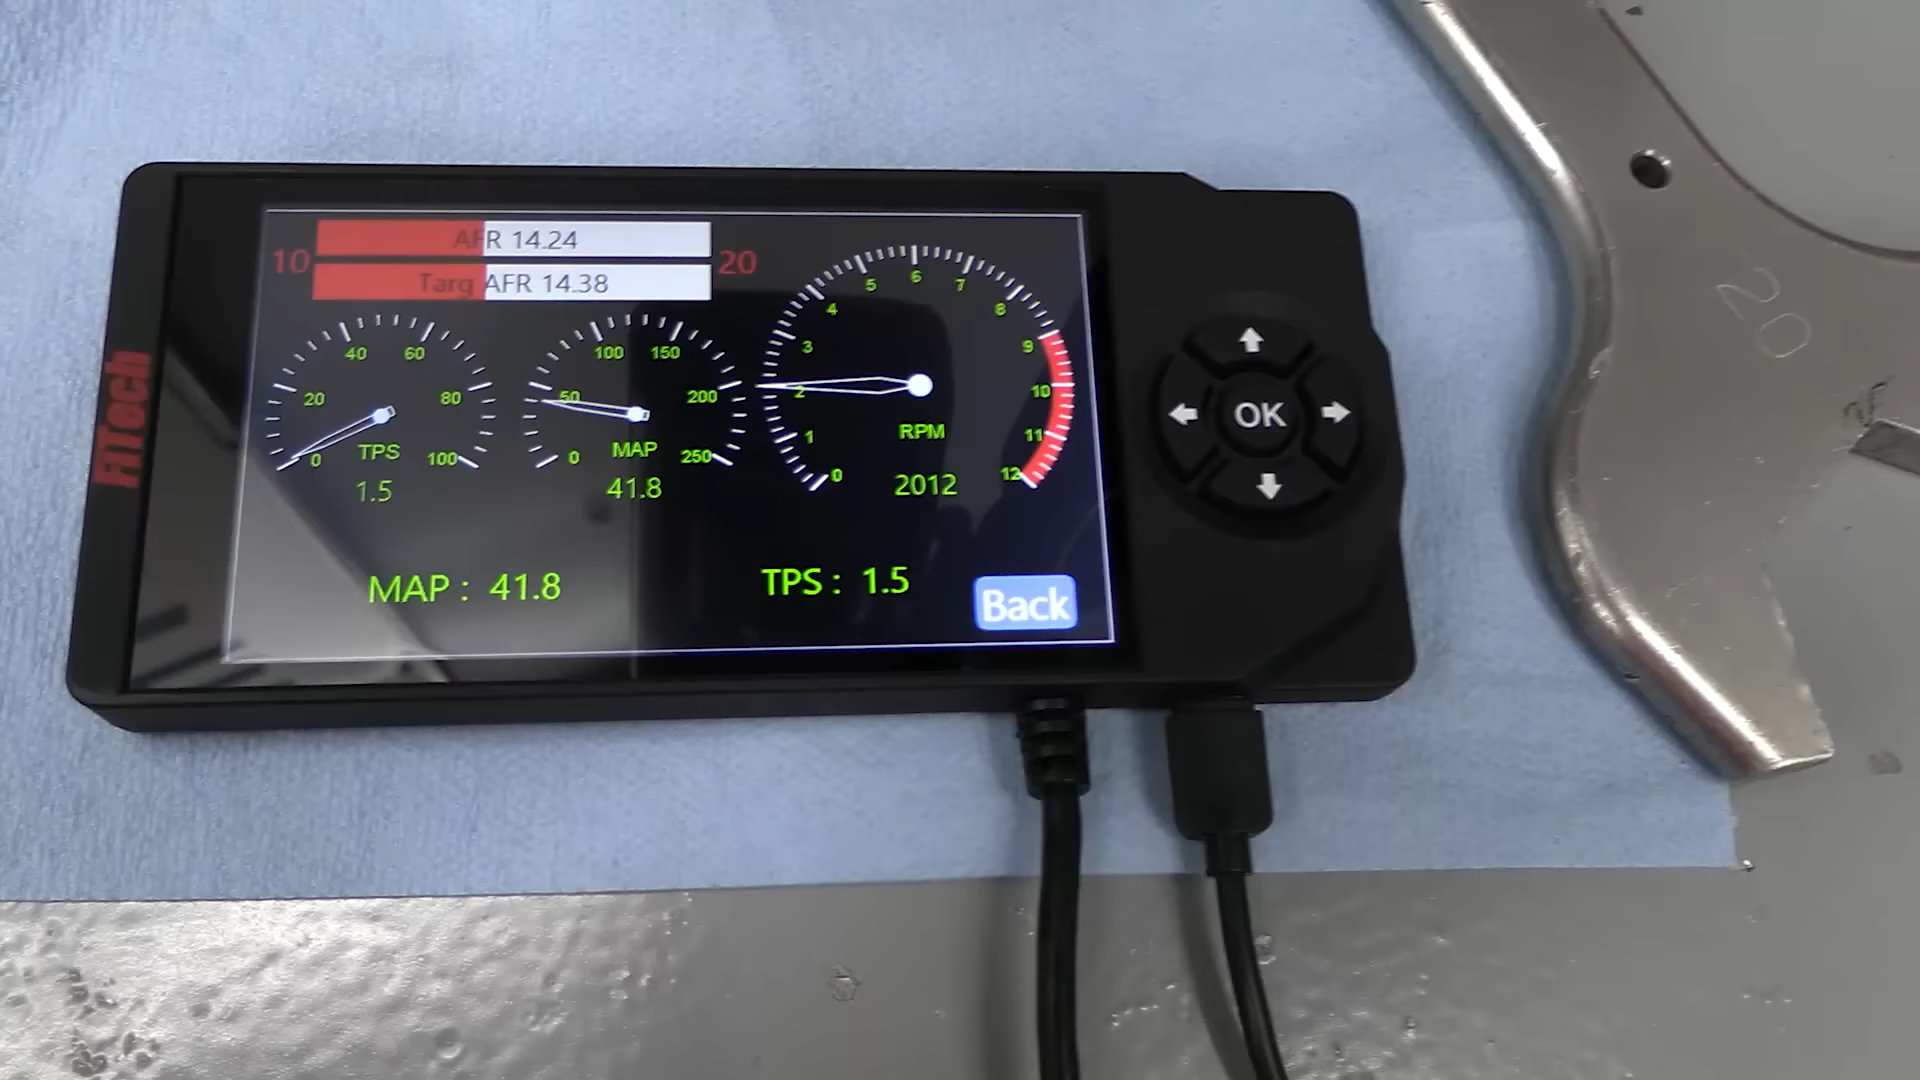 FiTech
AFR 14.24
10 20
Targ AFR 14.38
0 20 40 60 80 100
TPS
1.5
0 50 100 150 200 250
MAP
41.8
0 1 2 3 4 5 6 7 8 9 10 11 12
RPM
2012
MAP : 41.8
TPS : 1.5
Back
OK
20